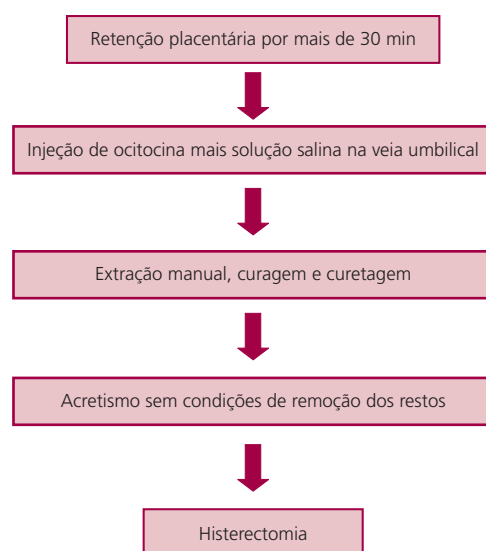 Retenção placentária por mais de 30 min
Injeção de ocitocina mais solução salina na veia umbilical
Extração manual, curagem e curetagem
Acretismo sem condições de remoção dos restos
Histerectomia